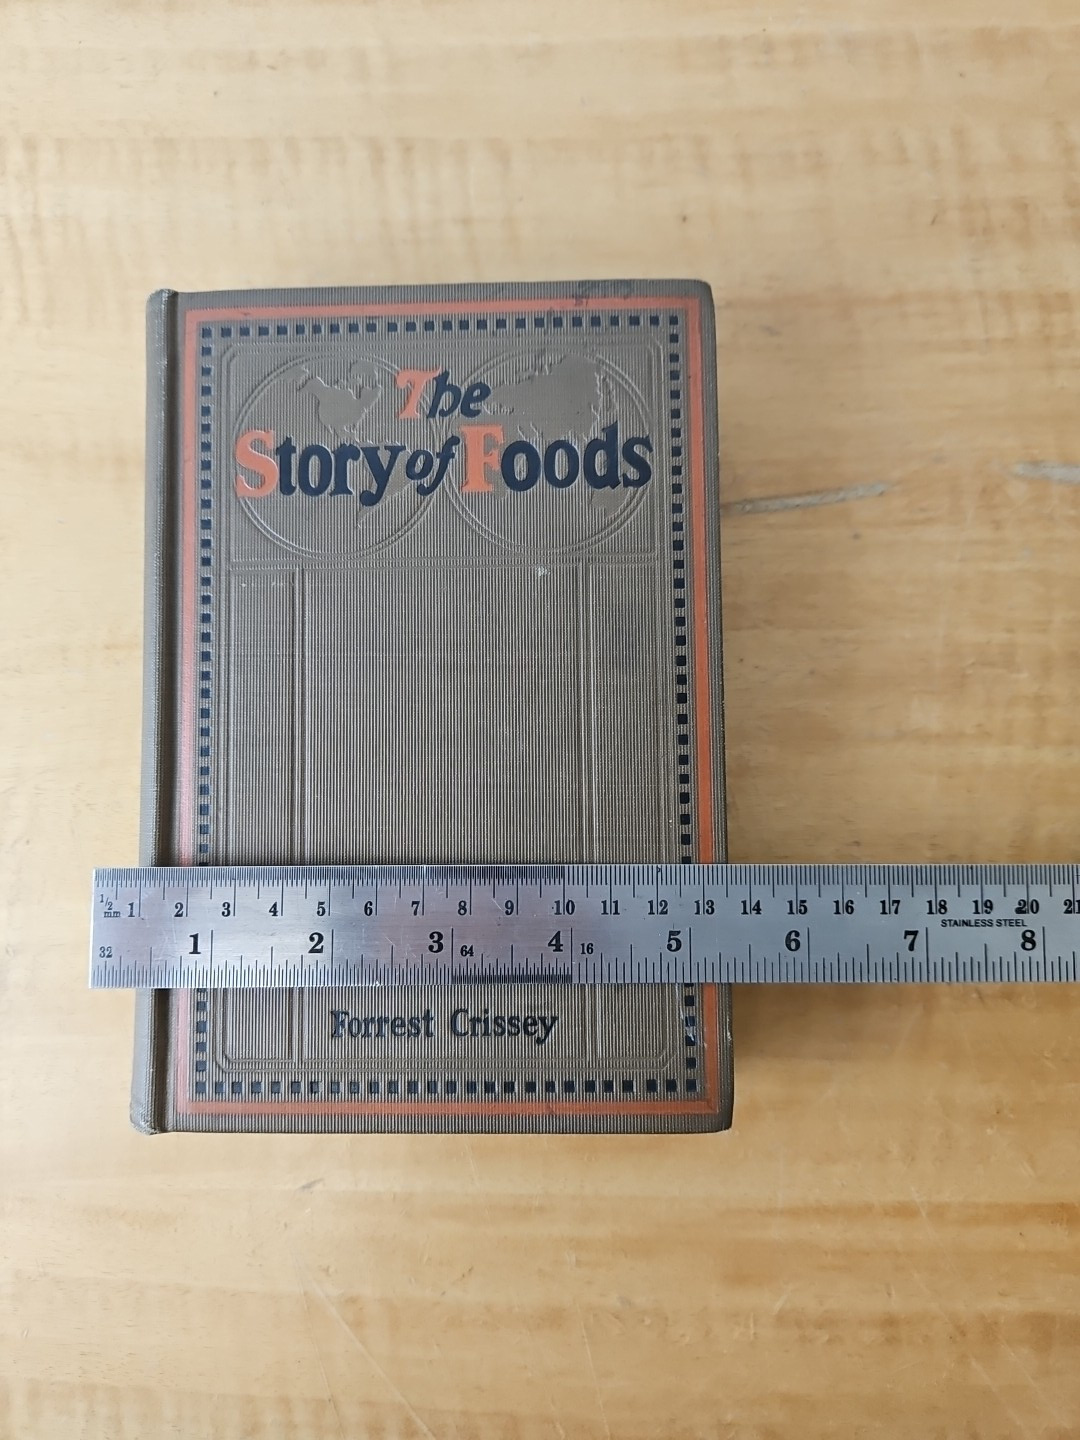 The
Story of Foods
1/2 mm 1 2 3 4 5 6 7 8 9 10 11 12 13 14 15 16 17 18 19 20 21
STAINLESS STEEL
32 1 2 3 64 4 16 5 6 7 8
Forrest Crissey